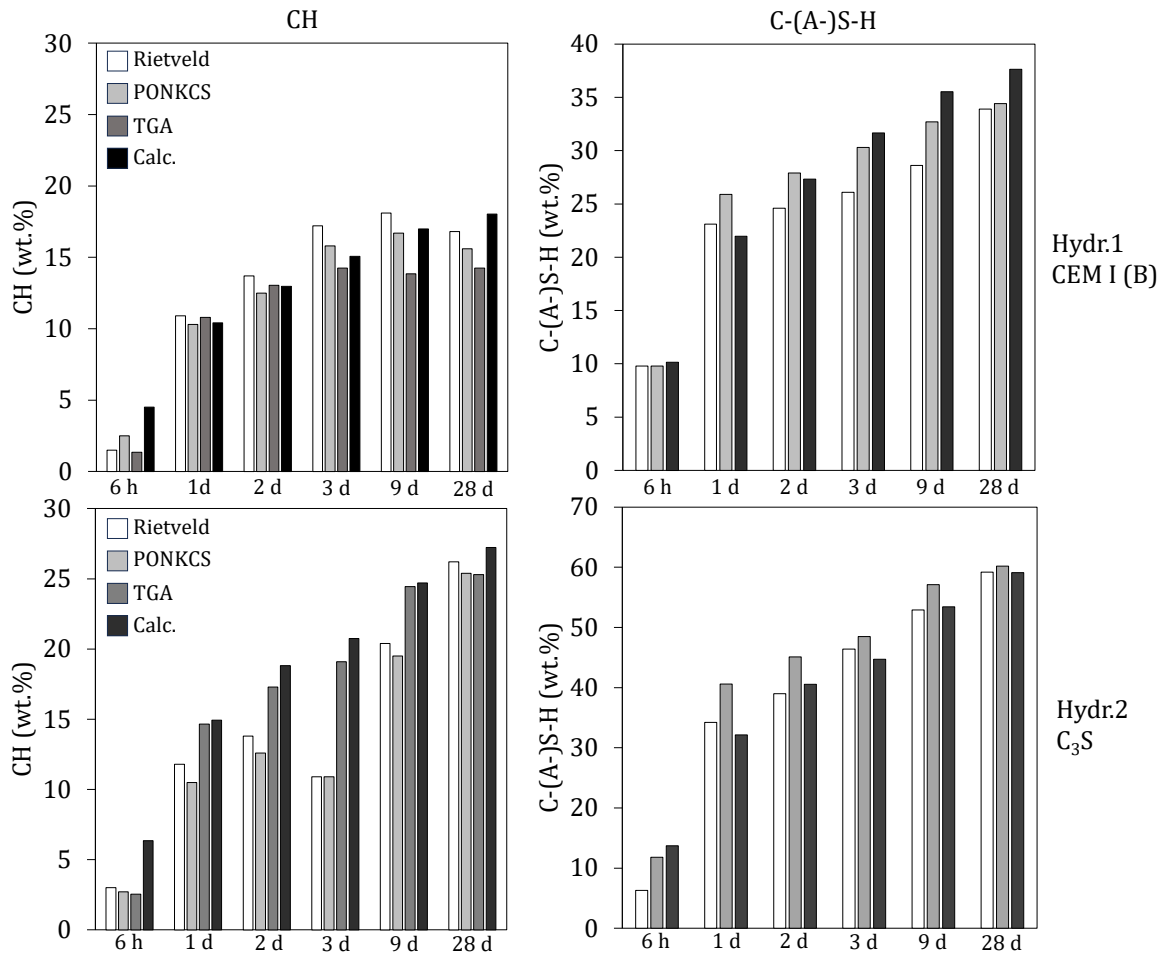 CH
C-(A-)S-H
30
25
20
15
10
5
0
CH (wt.%)
Rietveld
PONKCS
TGA
Calc.
6 h
1 d
2 d
3 d
9 d
28 d
40
35
30
25
20
15
10
5
0
C-(A-)S-H (wt.%)
6 h
1 d
2 d
3 d
9 d
28 d
Hydr.1
CEM I (B)
30
25
20
15
10
5
0
CH (wt.%)
Rietveld
PONKCS
TGA
Calc.
6 h
1 d
2 d
3 d
9 d
28 d
70
60
50
40
30
20
10
0
C-(A-)S-H (wt.%)
6 h
1 d
2 d
3 d
9 d
28 d
Hydr.2
C₃S